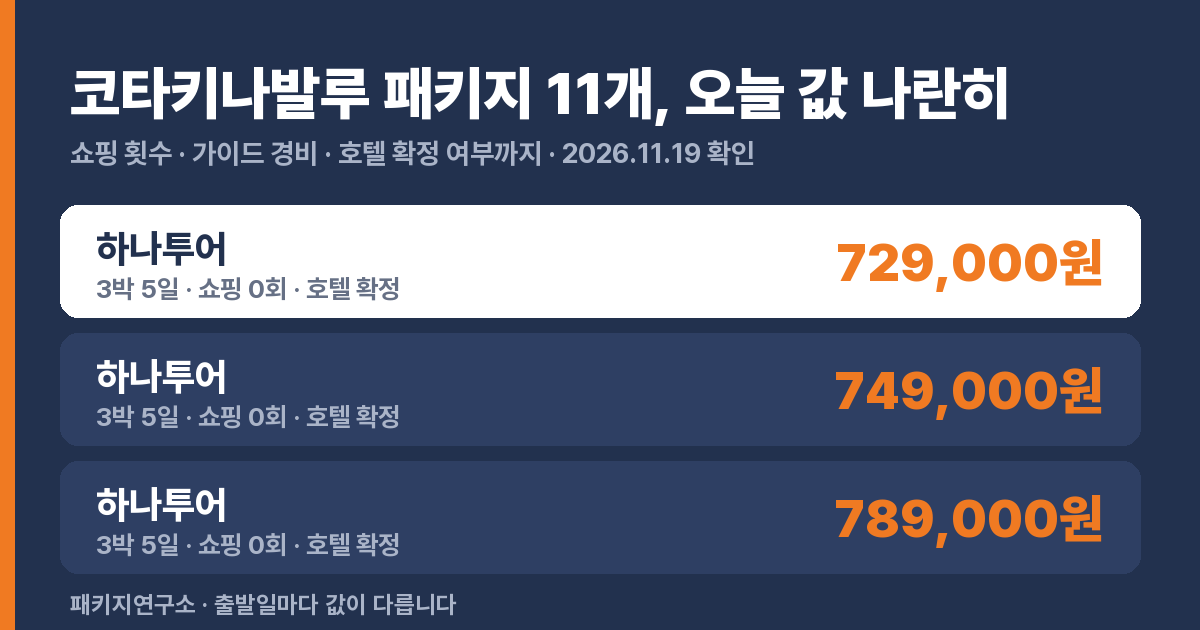 코타키나발루 패키지 11개, 오늘 값 나란히
쇼핑 횟수 · 가이드 경비 · 호텔 확정 여부까지 · 2026.11.19 확인
하나투어
729,000원
3박 5일 · 쇼핑 0회 · 호텔 확정
하나투어
749,000원
3박 5일 · 쇼핑 0회 · 호텔 확정
하나투어
789,000원
3박 5일 · 쇼핑 0회 · 호텔 확정
패키지연구소 · 출발일마다 값이 다릅니다